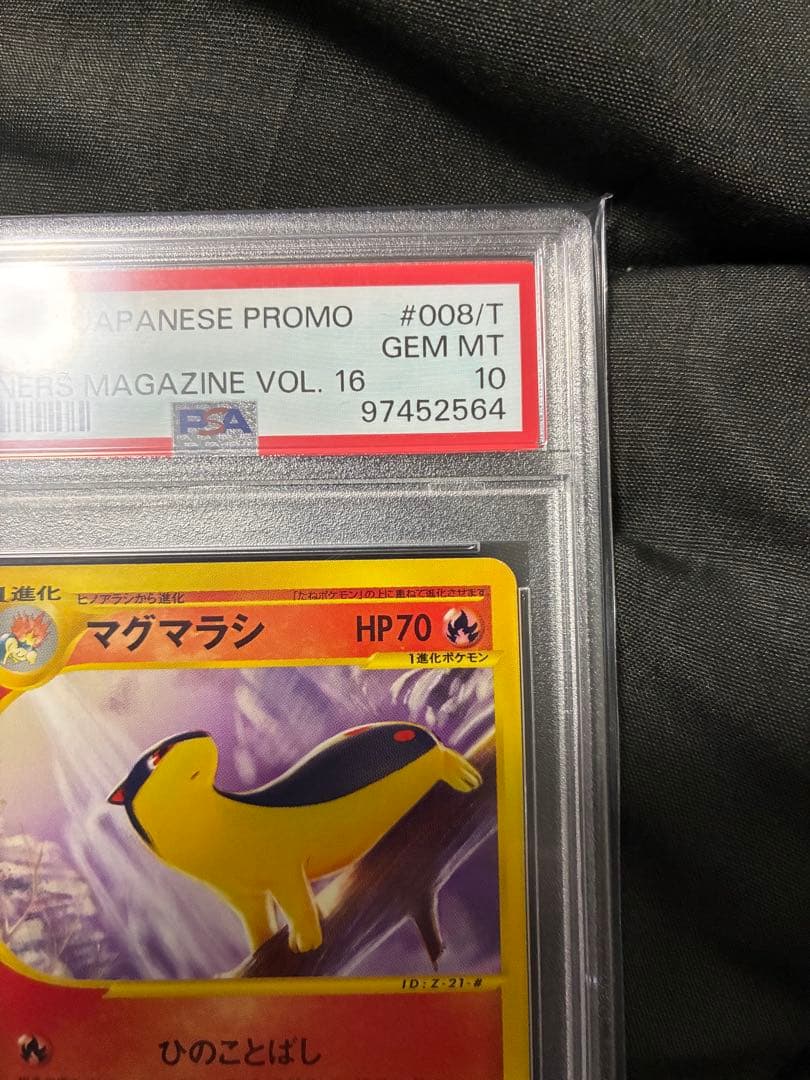 JAPANESE PROMO #008/T
GEM MT
NERS MAGAZINE VOL. 16 10
PSA 97452564
1進化 ヒノアラシから進化 「たねポケモン」の上に重ねて進化させます
マグマラシ HP70
1進化ポケモン
ID:Z-21-#
ひのことばし